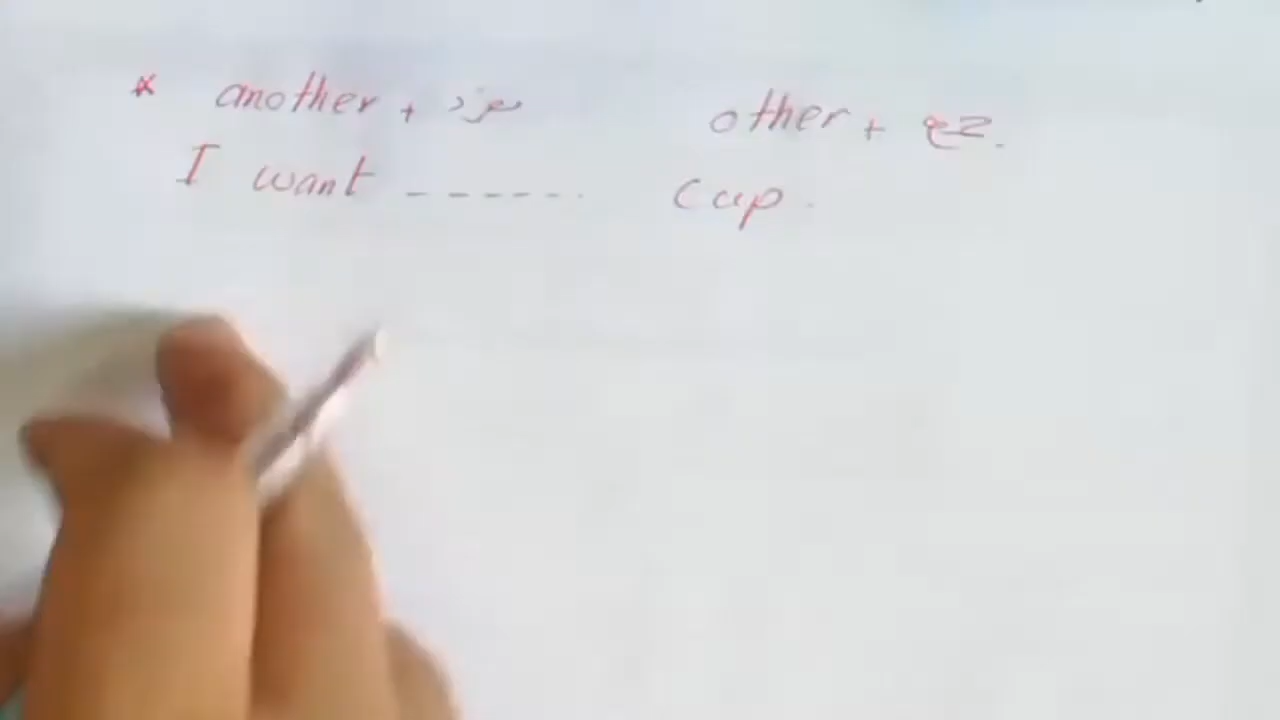 * another + مفرد other + جمع.
I want ------ cup.